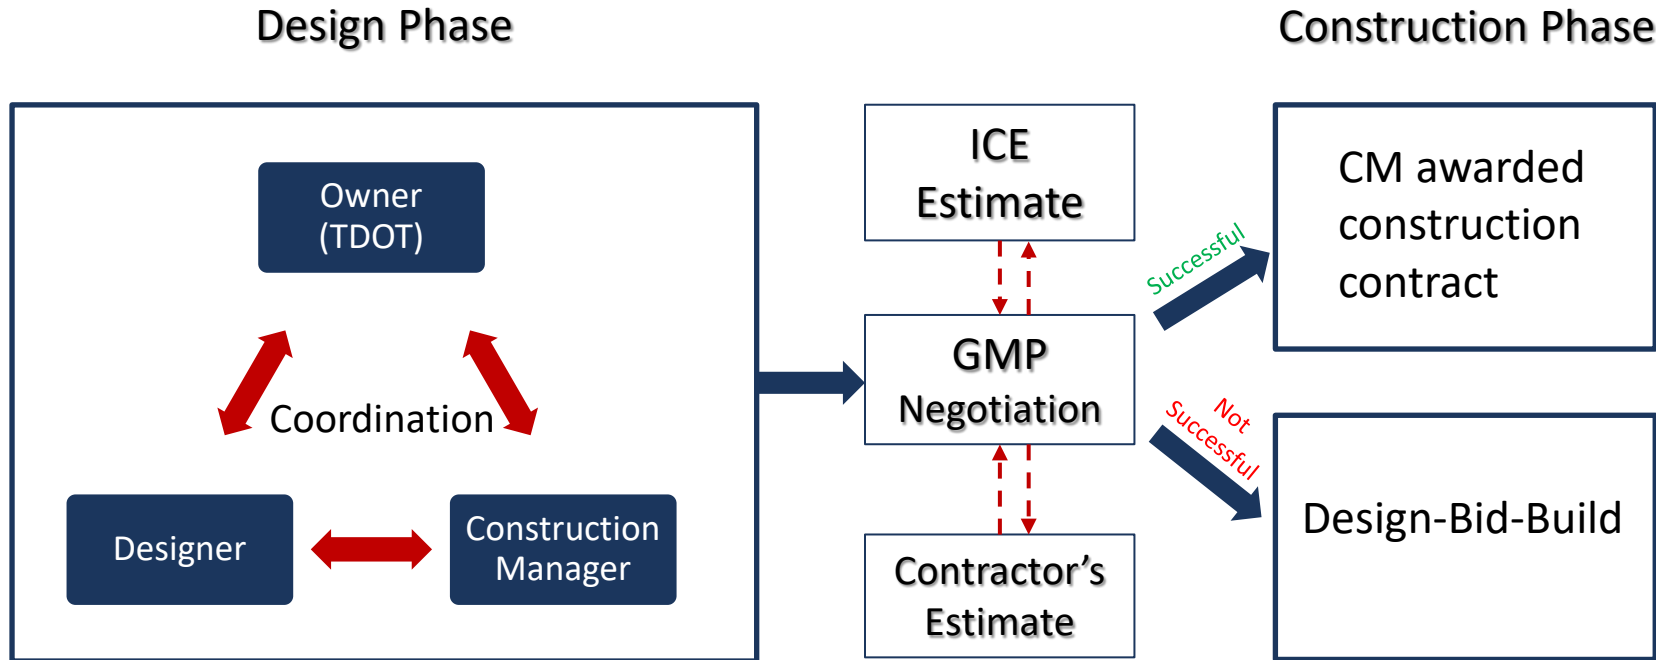 Design Phase
Construction Phase
Owner
(TDOT)
Coordination
Designer
Construction
Manager
ICE
Estimate
GMP
Negotiation
Contractor’s
Estimate
Successful
Not
Successful
CM awarded
construction
contract
Design-Bid-Build